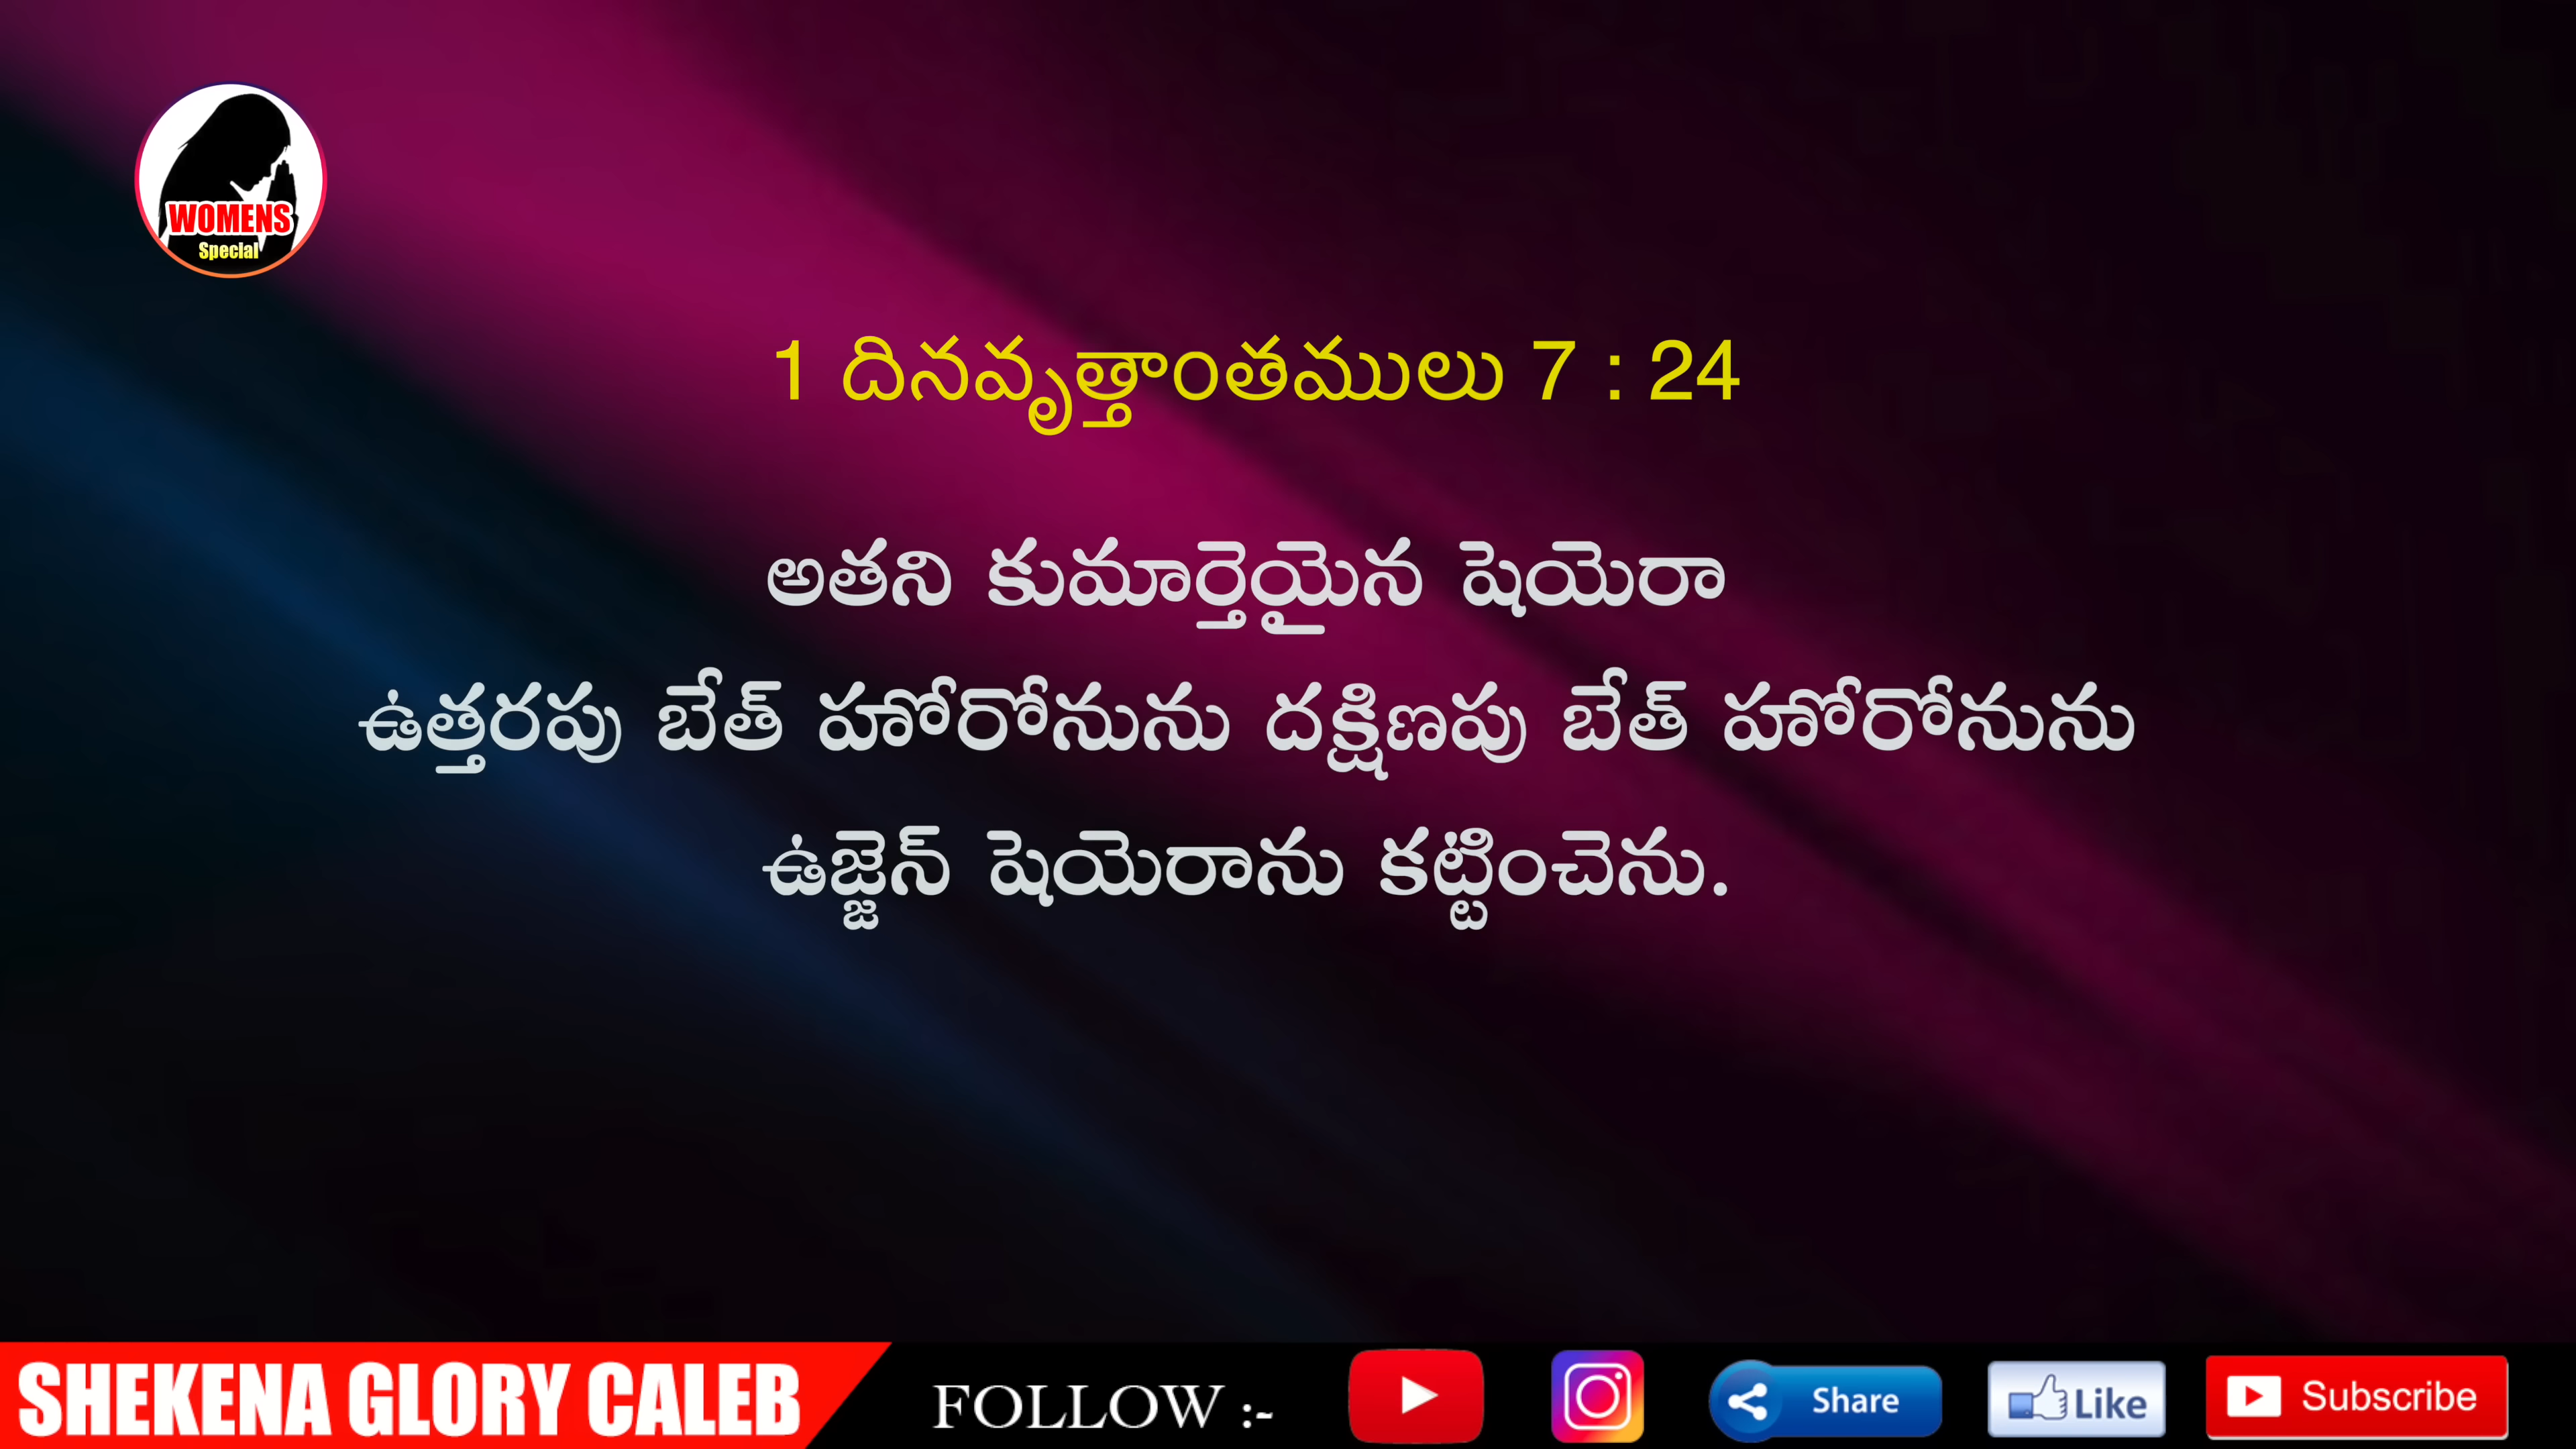 WOMENS
Special
1 దినవృత్తాంతములు 7 : 24
అతని కుమార్తెయైన షెయెరా
ఉత్తరపు బేత్ హోరోనును దక్షిణపు బేత్ హోరోనును
ఉజ్జెన్ షెయెరాను కట్టించెను.
SHEKENA GLORY CALEB FOLLOW :- Share Like Subscribe